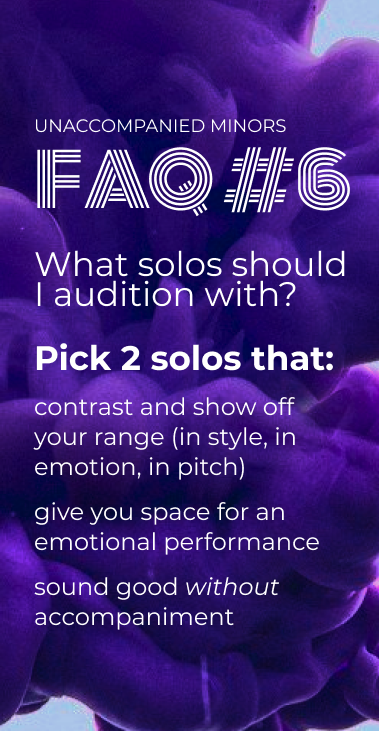 UNACCOMPANIED MINORS
FAQ #6
What solos should
I audition with?
Pick 2 solos that:
contrast and show off
your range (in style, in
emotion, in pitch)
give you space for an
emotional performance
sound good without
accompaniment